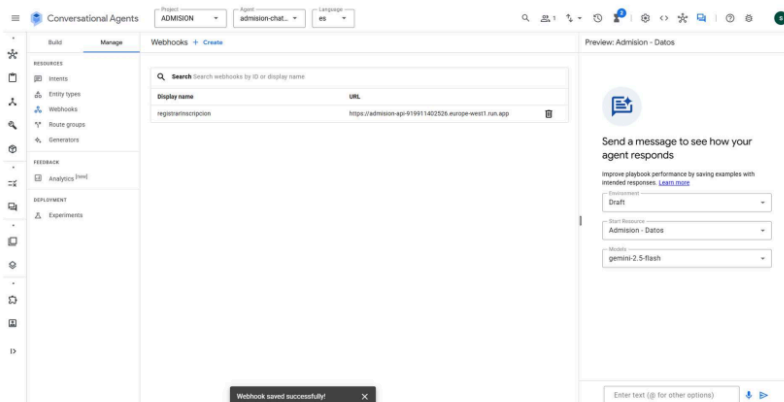 Conversational Agents
Project
ADMISION
Agent
admision-chat...
Language
es
1
2
S
Build
Manage
RESOURCES
Intents
Entity types
Webhooks
Route groups
Generators
FEEDBACK
Analytics [new]
DEPLOYMENT
Experiments
Webhooks + Create
Search Search webhooks by ID or display name
Display name URL
registrarInscripcion https://admision-api-919911402526.europe-west1.run.app
Webhook saved successfully!
Preview: Admision - Datos
Send a message to see how your
agent responds
Improve playbook performance by saving examples with
intended responses. Learn more
Environment
Draft
Start Resource
Admision - Datos
Models
gemini-2.5-flash
Enter text (@ for other options)